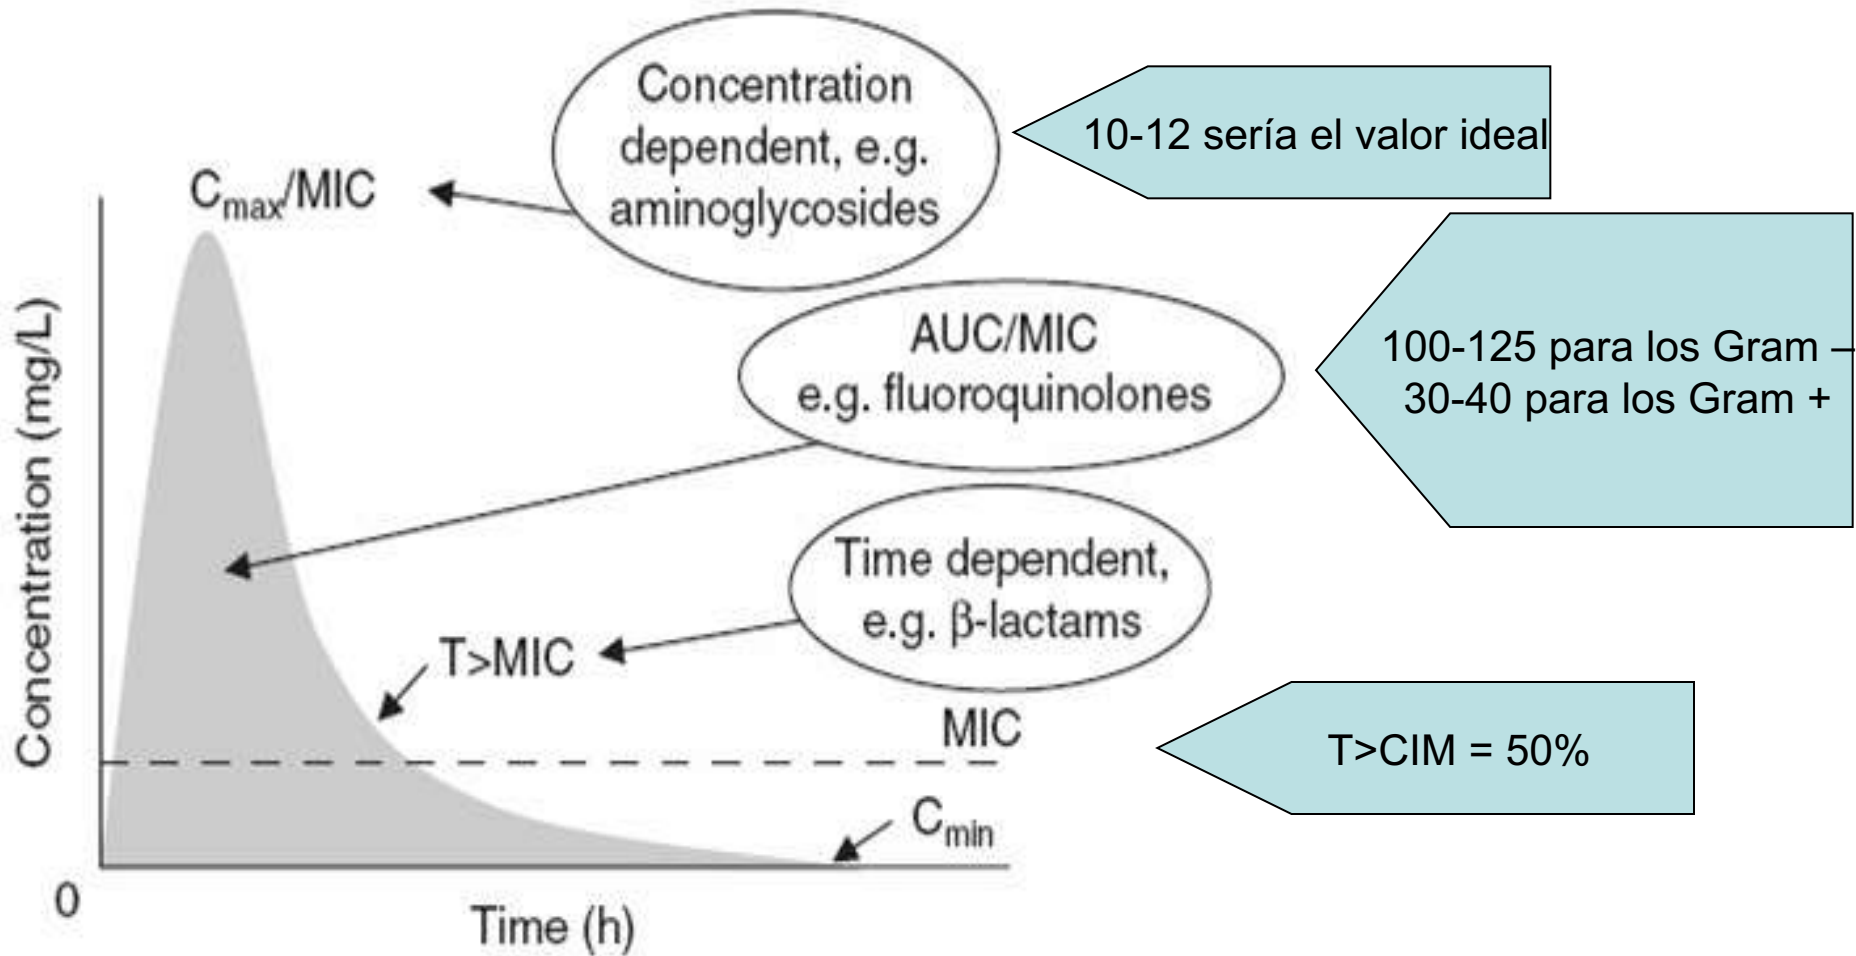 Concentration
dependent, e.g.
aminoglycosides
10-12 sería el valor ideal
Cmax/MIC
AUC/MIC
e.g. fluoroquinolones
100-125 para los Gram –
30-40 para los Gram +
Time dependent,
e.g. β-lactams
T>MIC
MIC
T>CIM = 50%
Cmin
Concentration (mg/L)
0
Time (h)